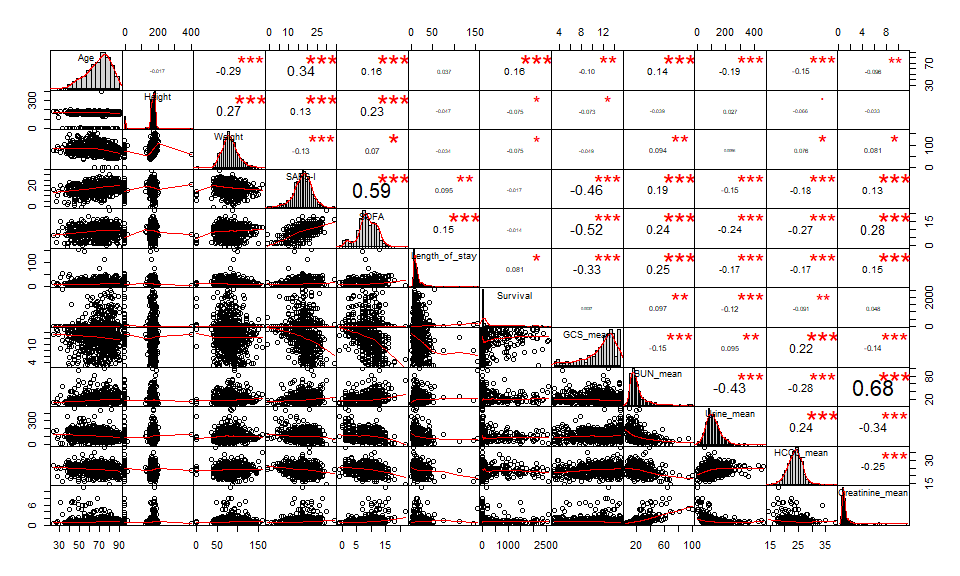 0 200 400 0 10 25 0 50 150 4 8 12 0 200 400 0 4 8
Age -0.017 -0.29 *** 0.34 *** 0.16 *** 0.037 0.16 *** -0.10 ** 0.14 *** -0.19 *** -0.15 *** -0.096 ** 30 70
0 300 Height 0.27 *** 0.13 *** 0.23 *** -0.047 -0.075 * -0.073 * -0.039 0.027 -0.066 . -0.033
Weight -0.13 *** 0.07 * -0.034 -0.075 * -0.049 0.094 ** 0.076 * 0.081 * 0 100
0 20 SAPS-I 0.59 *** 0.095 ** -0.017 -0.46 *** 0.19 *** -0.15 *** -0.18 *** 0.13 ***
SOFA 0.15 *** -0.014 -0.52 *** 0.24 *** -0.24 *** -0.27 *** 0.28 *** 0 15
0 100 Length_of_stay 0.081 * -0.33 *** 0.25 *** -0.17 *** -0.17 *** 0.15 ***
Survival 0.097 ** -0.12 *** -0.091 ** 0.048 0 2000
4 10 GCS_mean -0.15 *** 0.095 ** 0.22 *** -0.14 ***
BUN_mean -0.43 *** -0.28 *** 0.68 *** 20 80
0 300 Urine_mean 0.24 *** -0.34 ***
HCO3_mean -0.25 *** 15 30
0 6 Creatinine_mean
30 50 70 90 0 50 150 0 5 15 0 1000 2500 20 60 100 15 25 35